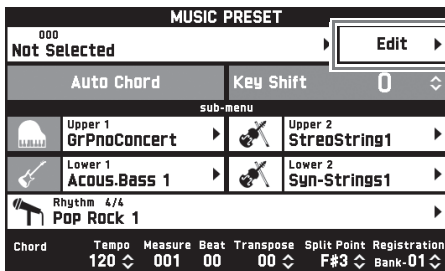 MUSIC PRESET
000
Not Selected
Edit
Auto Chord Key Shift 0
sub-menu
Upper 1 Upper 2
GrPnoConcert StreoString1
Lower 1 Lower 2
Acous.Bass 1 Syn-Strings1
Rhythm 4/4
Pop Rock 1
Chord Tempo Measure Beat Transpose Split Point Registration
120 001 00 00 F#3 Bank-01